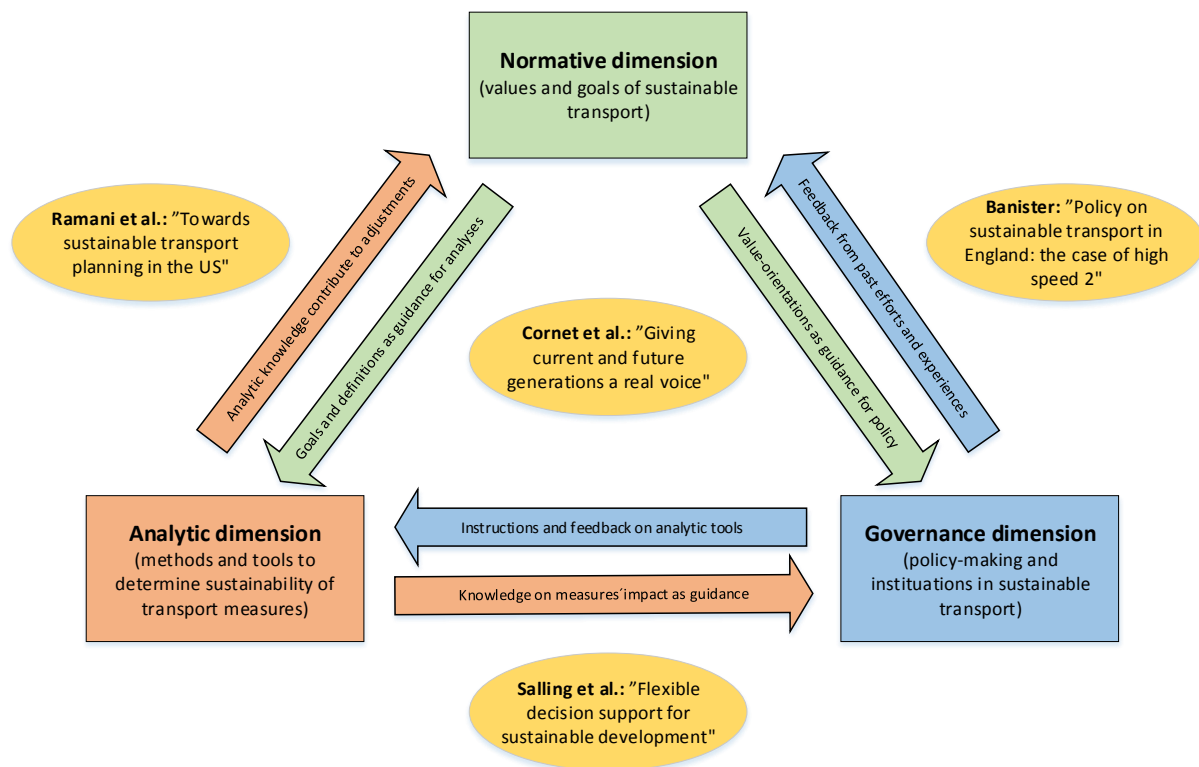 Normative dimension
(values and goals of sustainable
transport)
Ramani et al.: ”Towards
sustainable transport
planning in the US"
Analytic knowledge contribute to adjustments
Goals and definitions as guidance for analyses
Cornet et al.: ”Giving
current and future
generations a real voice"
Value-orientations as guidance for policy
Feedback from past efforts and experiences
Banister: ”Policy on
sustainable transport in
England: the case of high
speed 2"
Analytic dimension
(methods and tools to
determine sustainability of
transport measures)
Instructions and feedback on analytic tools
Knowledge on measures´impact as guidance
Governance dimension
(policy-making and
instituations in sustainable
transport)
Salling et al.: ”Flexible
decision support for
sustainable development"